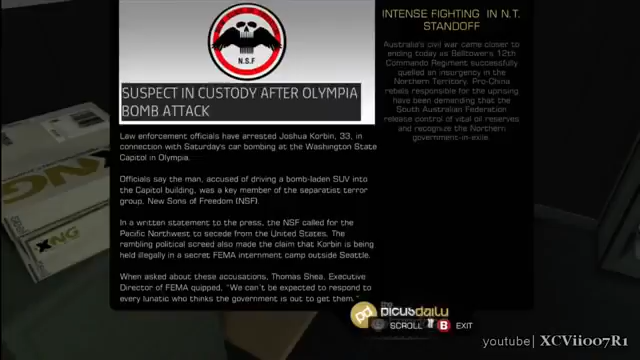 N.S.F
SUSPECT IN CUSTODY AFTER OLYMPIA
BOMB ATTACK
Law enforcement officials have arrested Joshua Korbin, 33, in
connection with Saturday's car bombing at the Washington State
Capitol in Olympia.
Officials say the man, accused of driving a bomb-laden SUV into
the Capitol building, was a key member of the separatist terror
group, New Sons of Freedom (NSF).
In a written statement to the press, the NSF called for the
Pacific Northwest to secede from the United States. The
rambling political screed also made the claim that Korbin is being
held illegally in a secret FEMA internment camp outside Seattle.
When asked about these accusations, Thomas Shea, Executive
Director of FEMA quipped, "We can't be expected to respond to
every lunatic who thinks the government is out to get them."
INTENSE FIGHTING IN N.T.
STANDOFF
Australia's civil war came closer to
ending today as Belltower's 12th
Commando Regiment successfully
quelled an insurgency in the
Northern Territory. Pro-China
rebels responsible for the uprising
have been demanding that the
South Australian Federation
release control of vital oil reserves
and recognize the Northern
government-in-exile.
XNG
XNG
the
picusdaily
pd
SCROLL B EXIT
youtube| XCVii007R1